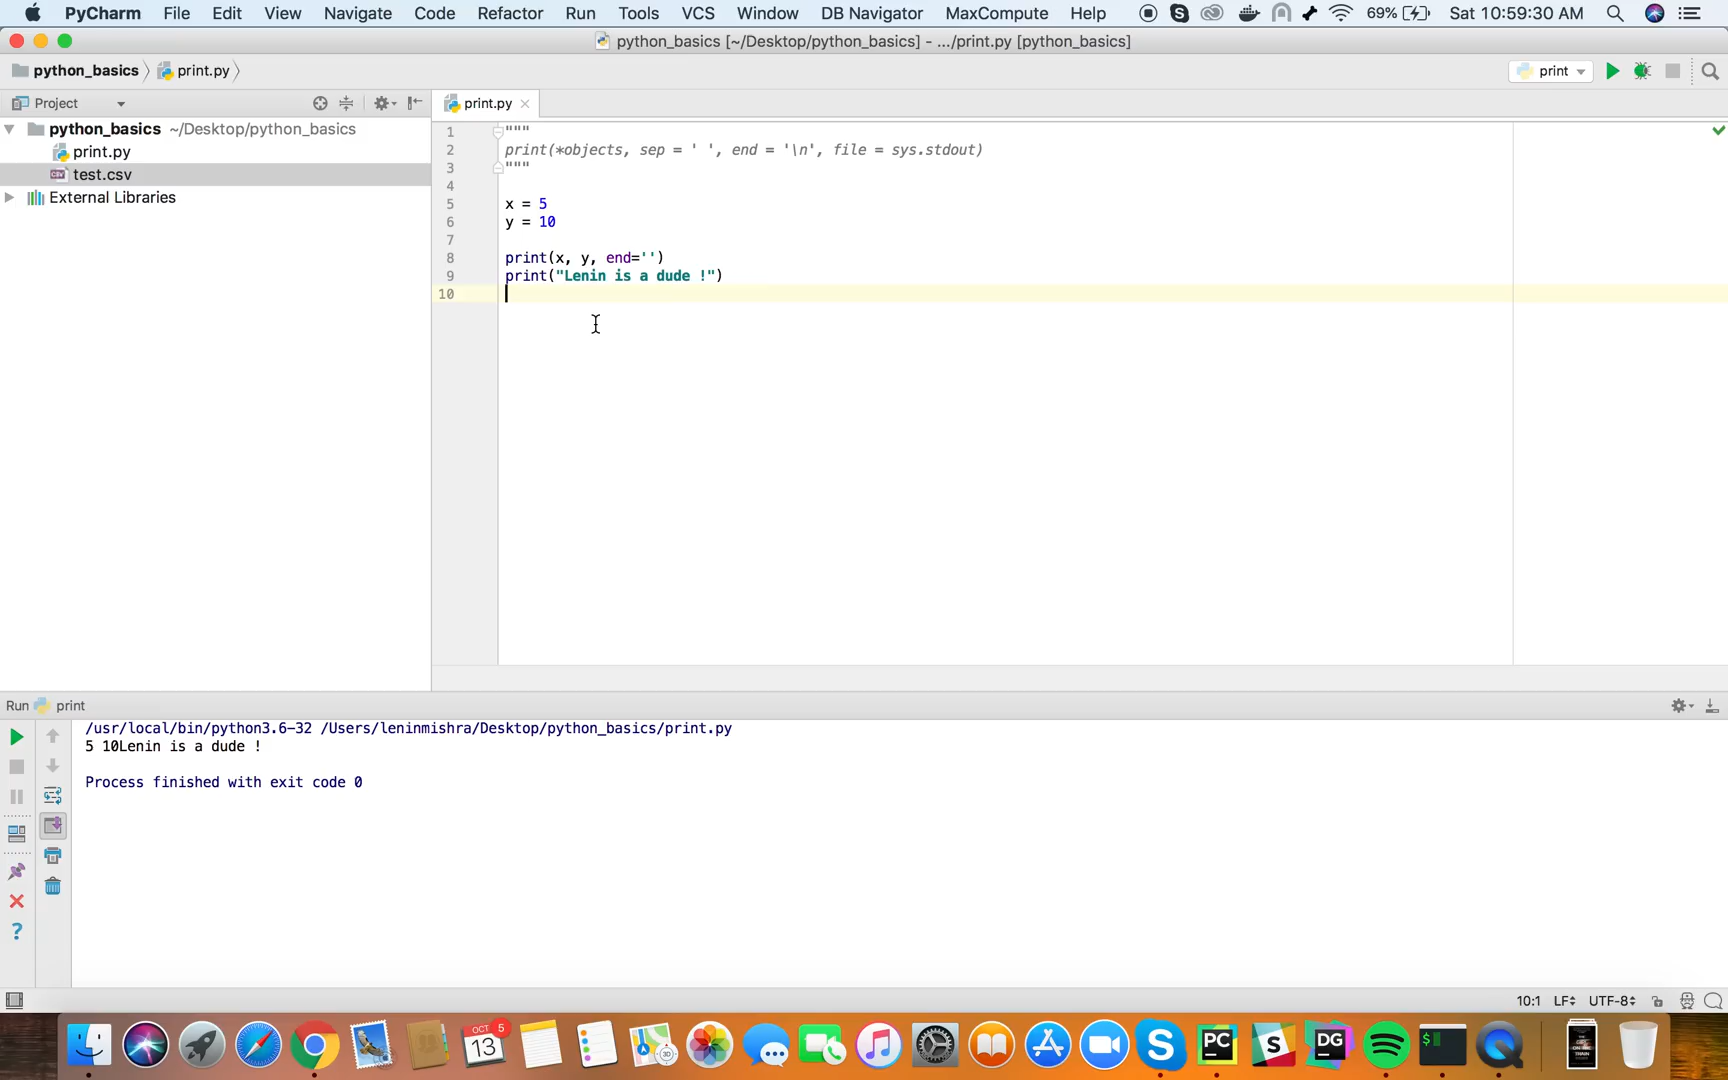 PyCharm File Edit View Navigate Code Refactor Run Tools VCS Window DB Navigator MaxCompute Help 69% Sat 10:59:30 AM
python_basics [~/Desktop/python_basics] - .../print.py [python_basics]
python_basics print.py print
Project print.py
python_basics ~/Desktop/python_basics
print.py
test.csv
External Libraries
1 """
2 print(*objects, sep = ' ', end = '\n', file = sys.stdout)
3 """
4
5 x = 5
6 y = 10
7
8 print(x, y, end='')
9 print("Lenin is a dude !")
10
Run print
/usr/local/bin/python3.6-32 /Users/leninmishra/Desktop/python_basics/print.py
5 10Lenin is a dude !
Process finished with exit code 0
10:1 LF UTF-8
OCT 5
13
PC
S
DG
$